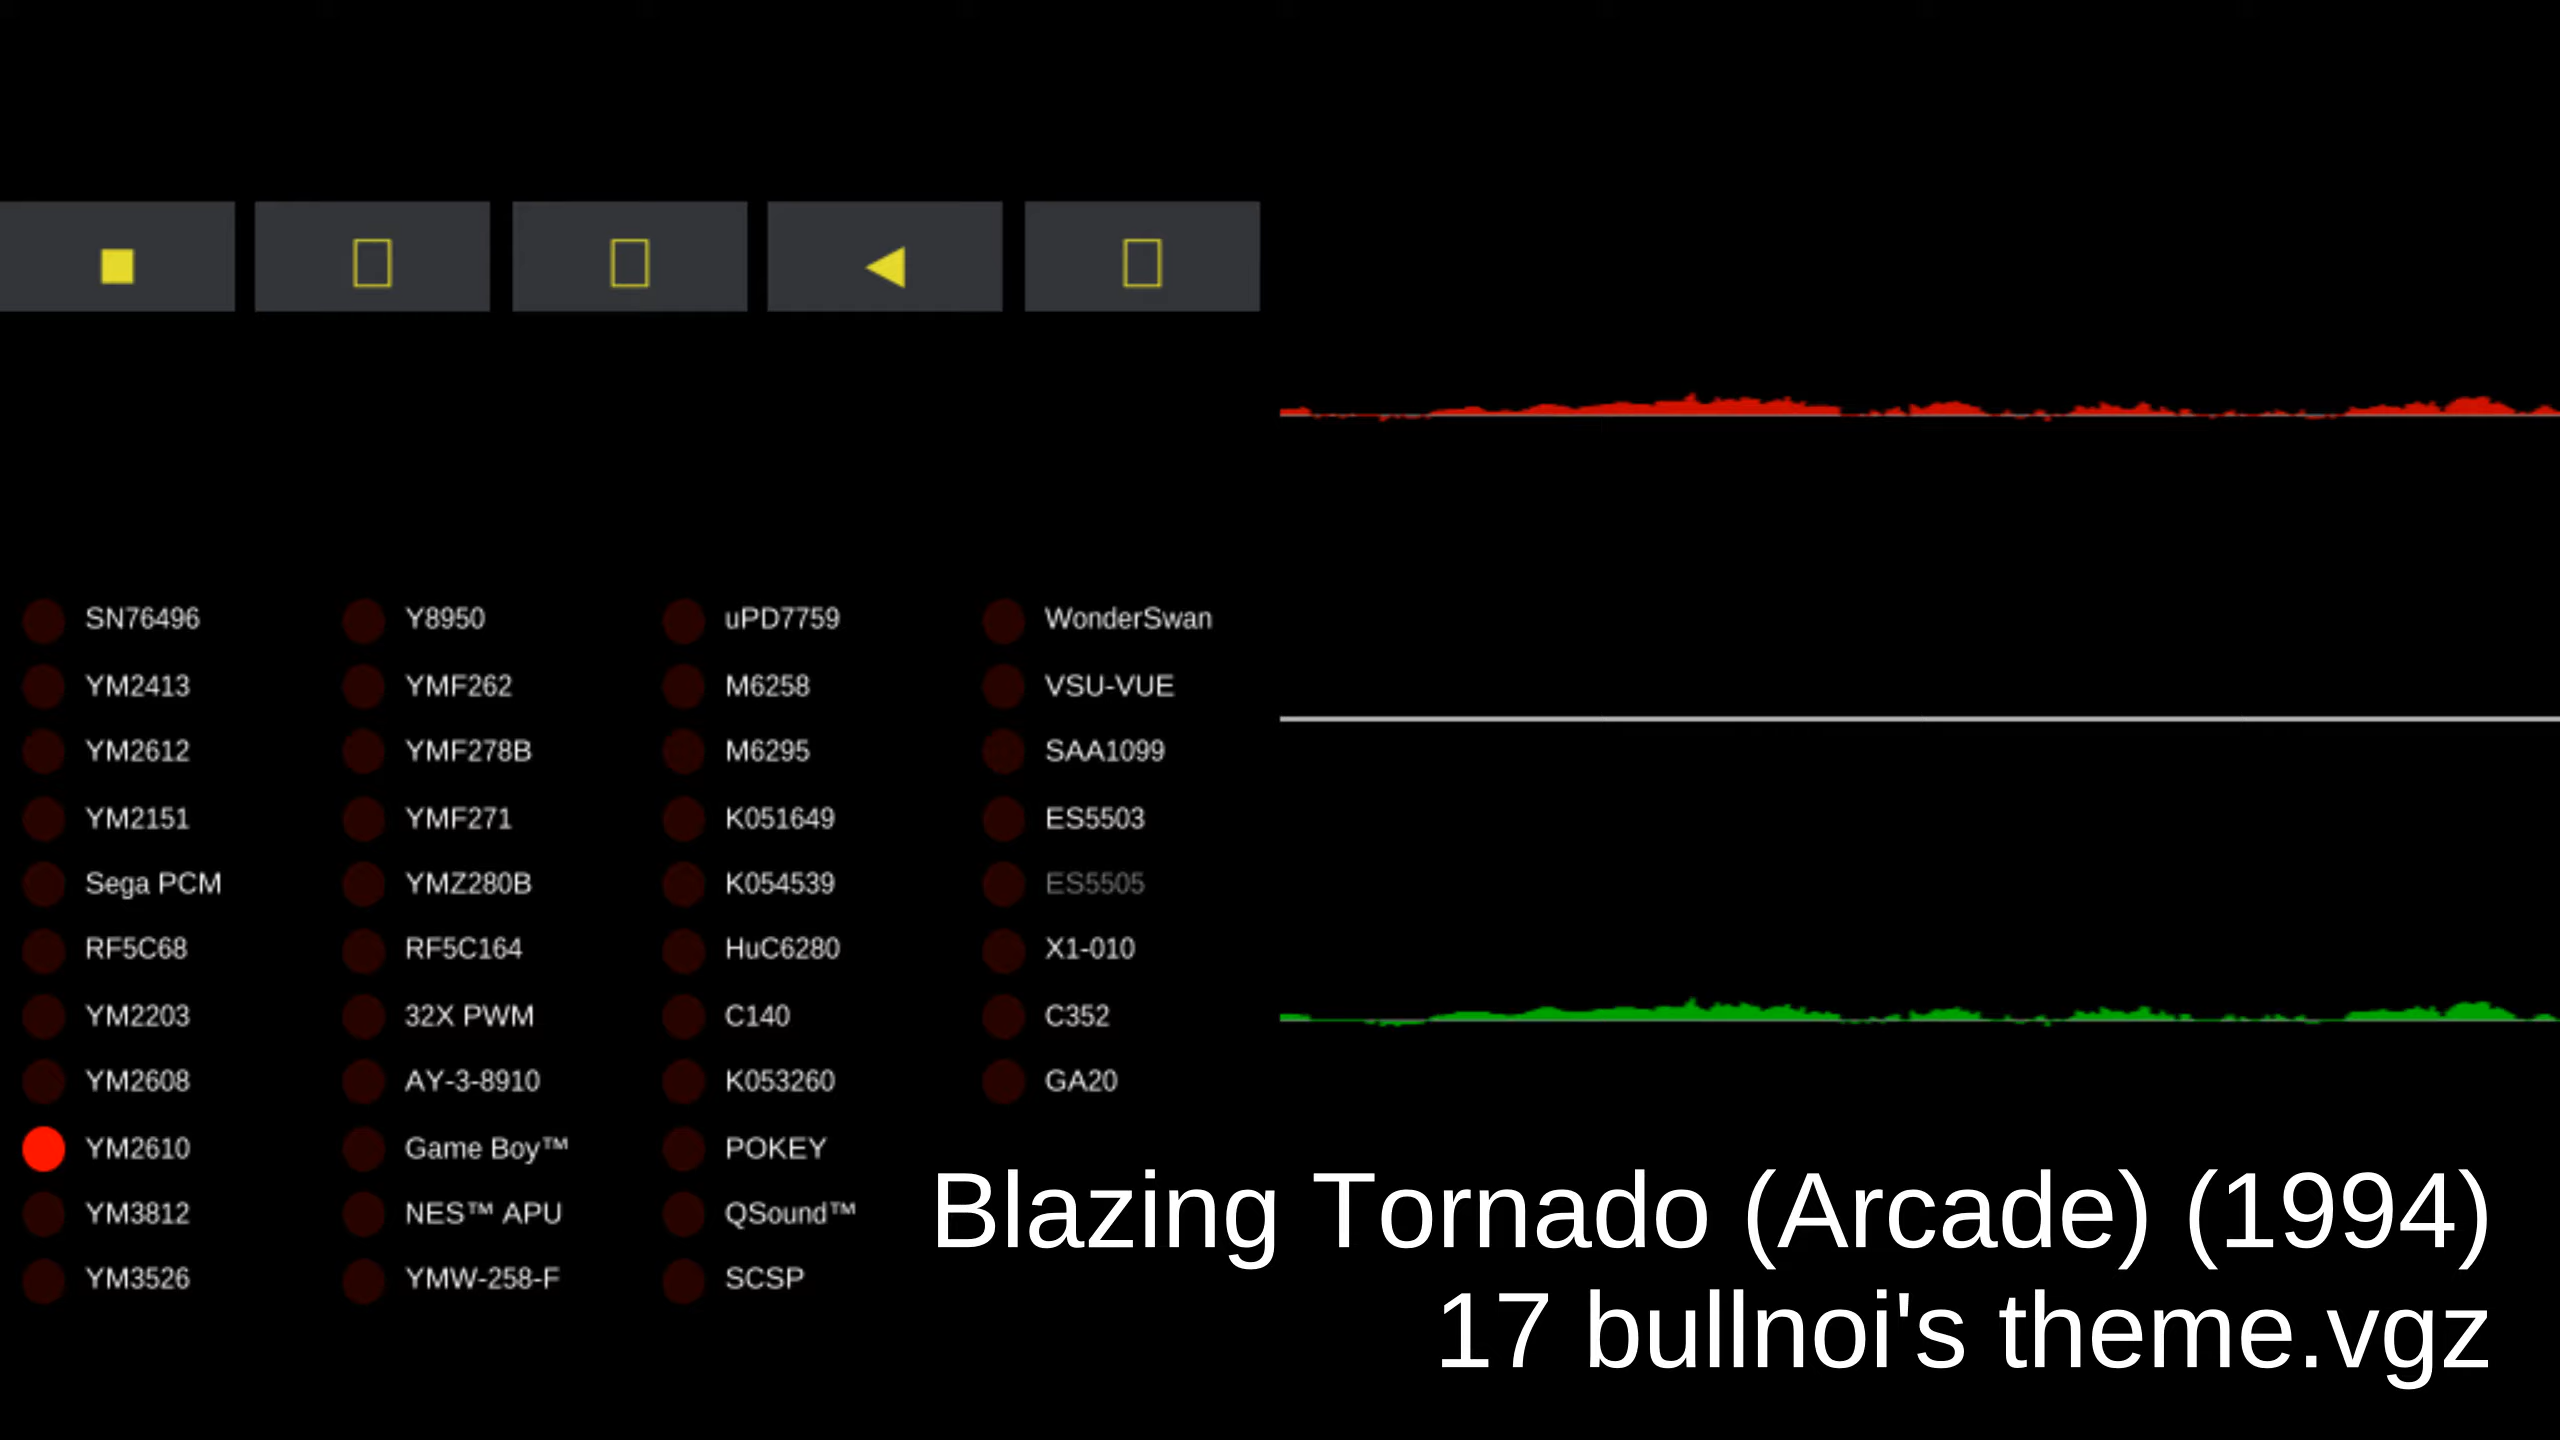 SN76496 Y8950 uPD7759 WonderSwan
YM2413 YMF262 M6258 VSU-VUE
YM2612 YMF278B M6295 SAA1099
YM2151 YMF271 K051649 ES5503
Sega PCM YMZ280B K054539 ES5505
RF5C68 RF5C164 HuC6280 X1-010
YM2203 32X PWM C140 C352
YM2608 AY-3-8910 K053260 GA20
YM2610 Game Boy™ POKEY
YM3812 NES™ APU QSound™
YM3526 YMW-258-F SCSP
Blazing Tornado (Arcade) (1994)
17 bullnoi's theme.vgz